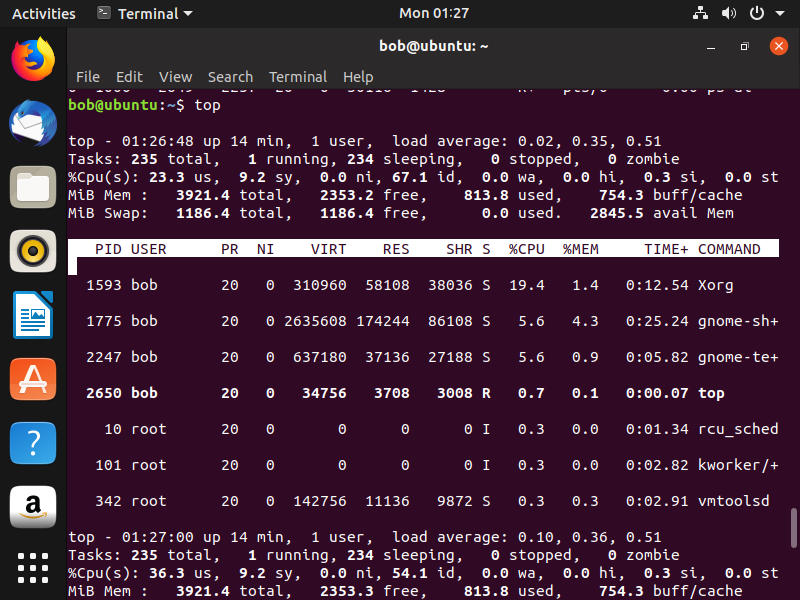 Activities Terminal Mon 01:27
bob@ubuntu: ~
File Edit View Search Terminal Help
bob@ubuntu:~$ top
top - 01:26:48 up 14 min,  1 user,  load average: 0.02, 0.35, 0.51
Tasks: 235 total,   1 running, 234 sleeping,   0 stopped,   0 zombie
%Cpu(s): 23.3 us,  9.2 sy,  0.0 ni, 67.1 id,  0.0 wa,  0.0 hi,  0.3 si,  0.0 st
MiB Mem :   3921.4 total,   2353.2 free,    813.8 used,    754.3 buff/cache
MiB Swap:   1186.4 total,   1186.4 free,      0.0 used.   2845.5 avail Mem
PID USER PR NI VIRT RES SHR S %CPU %MEM TIME+ COMMAND
1593 bob 20 0 310960 58108 38036 S 19.4 1.4 0:12.54 Xorg
1775 bob 20 0 2635608 174244 86108 S 5.6 4.3 0:25.24 gnome-sh+
2247 bob 20 0 637180 37136 27188 S 5.6 0.9 0:05.82 gnome-te+
2650 bob 20 0 34756 3708 3008 R 0.7 0.1 0:00.07 top
10 root 20 0 0 0 0 I 0.3 0.0 0:01.34 rcu_sched
101 root 20 0 0 0 0 I 0.3 0.0 0:02.82 kworker/+
342 root 20 0 142756 11136 9872 S 0.3 0.3 0:02.91 vmtoolsd
top - 01:27:00 up 14 min,  1 user,  load average: 0.10, 0.36, 0.51
Tasks: 235 total,   1 running, 234 sleeping,   0 stopped,   0 zombie
%Cpu(s): 36.3 us,  9.2 sy,  0.0 ni, 54.1 id,  0.0 wa,  0.0 hi,  0.3 si,  0.0 st
MiB Mem :   3921.4 total,   2353.3 free,    813.8 used,    754.3 buff/cache